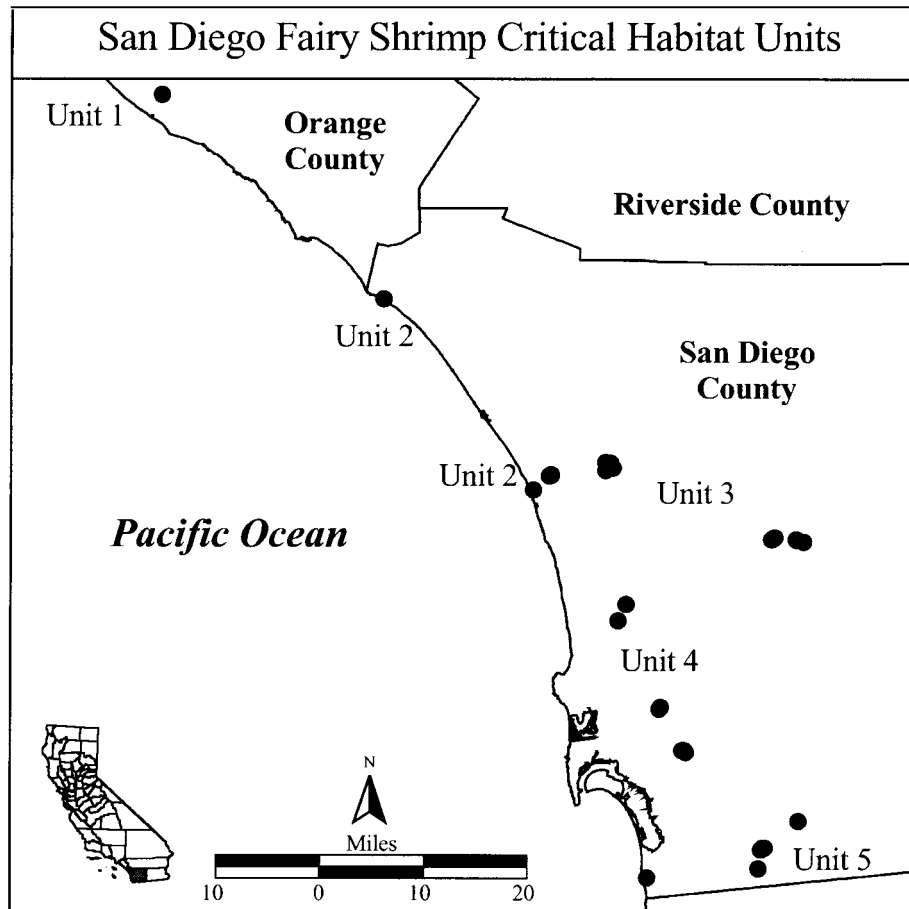 San Diego Fairy Shrimp Critical Habitat Units
Unit 1
Orange
County
Riverside County
Unit 2
San Diego
County
Unit 2
Unit 3
Pacific Ocean
Unit 4
N
Miles
10 0 10 20
Unit 5